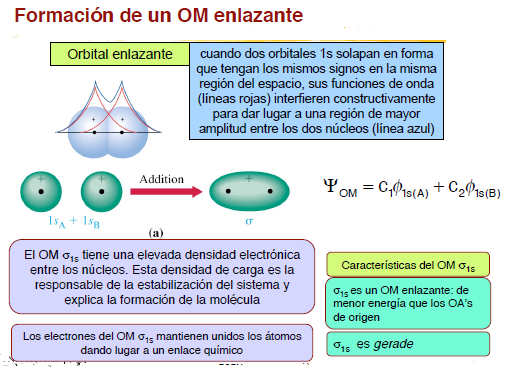 Formación de un OM enlazante
Orbital enlazante
cuando dos orbitales 1s solapan en forma
que tengan los mismos signos en la misma
región del espacio, sus funciones de onda
(líneas rojas) interfieren constructivamente
para dar lugar a una región de mayor
amplitud entre los dos núcleos (línea azul)
+ +
+ + Addition +
1s_A + 1s_B σ
(a)
Ψ_OM = C₁ϕ_1s(A) + C₂ϕ_1s(B)
El OM σ₁ₛ tiene una elevada densidad electrónica
entre los núcleos. Esta densidad de carga es la
responsable de la estabilización del sistema y
explica la formación de la molécula
Los electrones del OM σ₁ₛ mantienen unidos los átomos
dando lugar a un enlace químico
Características del OM σ₁ₛ
σ₁ₛ es un OM enlazante: de
menor energía que los OA's
de origen
σ₁ₛ es gerade